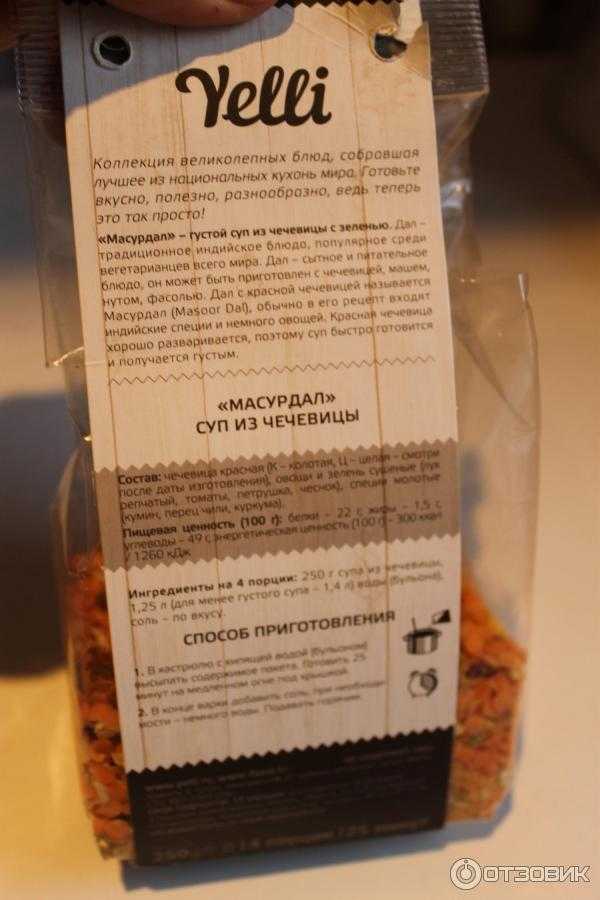 Yelli
Коллекция великолепных блюд, собравшая
лучшее из национальных кухонь мира. Готовьте
вкусно, полезно, разнообразно, ведь теперь
это так просто!
«Масурдал» – густой суп из чечевицы с зеленью. Дал –
традиционное индийское блюдо, популярное среди
вегетарианцев всего мира. Дал – сытное и питательное
блюдо, он может быть приготовлен с чечевицей, машем,
нутом, фасолью. Дал с красной чечевицей называется
Масурдал (Masoor Dal), обычно в его рецепт входят
индийские специи и немного овощей. Красная чечевица
хорошо разваривается, поэтому суп быстро готовится
и получается густым.
«МАСУРДАЛ»
СУП ИЗ ЧЕЧЕВИЦЫ
Состав: чечевица красная (К – колотая, Ц – целая – смотри
после даты изготовления), овощи и зелень сушеные (лук
репчатый, томаты, петрушка, чеснок), специи молотые
(кумин, перец чили, куркума).
Пищевая ценность (100 г): белки – 22 г, жиры – 1,5 г,
углеводы – 49 г, энергетическая ценность (100 г) – 300 ккал
/ 1260 кДж
Ингредиенты на 4 порции: 250 г супа из чечевицы,
1,25 л (для менее густого супа – 1,4 л) воды (бульона),
соль – по вкусу.
СПОСОБ ПРИГОТОВЛЕНИЯ
1. В кастрюлю с кипящей водой (бульоном)
высыпать содержимое пакета. Готовить 25
минут на медленном огне под крышкой.
2. В конце варки добавить соль, при необходи-
мости – немного воды. Подавать горячим.
250 г 4 порции 25 минут
ОТЗОВИК